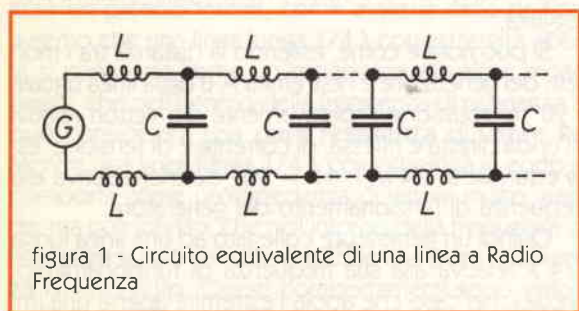 L L L
G C C C C
L L L
figura 1 - Circuito equivalente di una linea a Radio
Frequenza